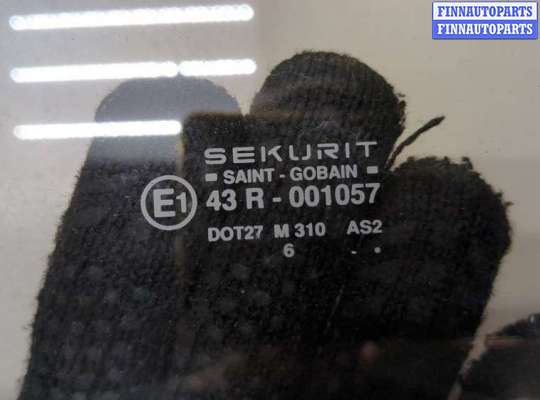 FINNAUTOPARTS
FINNAUTOPARTS
SEKURIT
SAINT - GOBAIN
E1 43 R - 001057
DOT27 M 310 AS2
6 . •